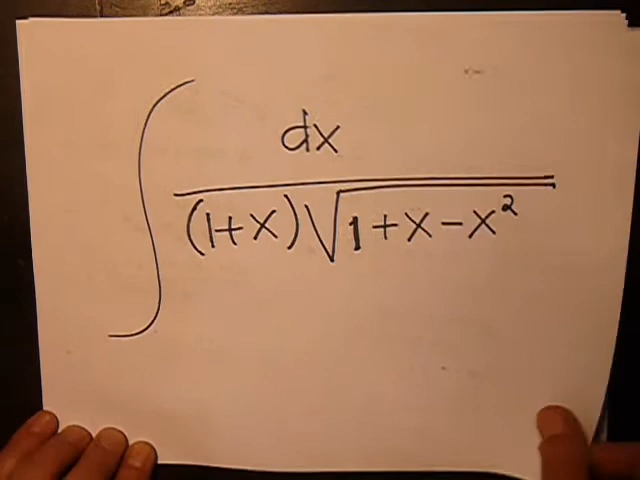 ∫ dx
(1+x)√1+x-x²